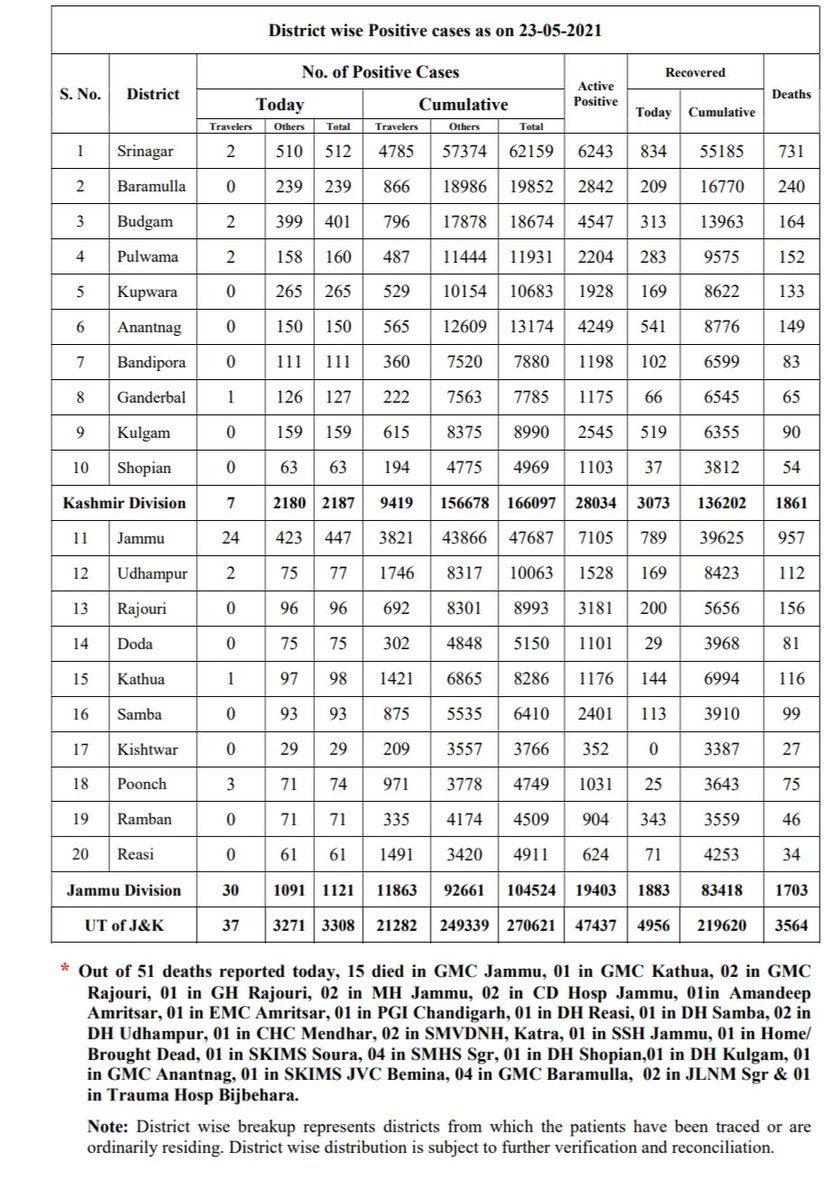 District wise Positive cases as on 23-05-2021
S. No. District No. of Positive Cases Active Positive Recovered Deaths
Today Cumulative Today Cumulative
Travelers Others Total Travelers Others Total
1 Srinagar 2 510 512 4785 57374 62159 6243 834 55185 731
2 Baramulla 0 239 239 866 18986 19852 2842 209 16770 240
3 Budgam 2 399 401 796 17878 18674 4547 313 13963 164
4 Pulwama 2 158 160 487 11444 11931 2204 283 9575 152
5 Kupwara 0 265 265 529 10154 10683 1928 169 8622 133
6 Anantnag 0 150 150 565 12609 13174 4249 541 8776 149
7 Bandipora 0 111 111 360 7520 7880 1198 102 6599 83
8 Ganderbal 1 126 127 222 7563 7785 1175 66 6545 65
9 Kulgam 0 159 159 615 8375 8990 2545 519 6355 90
10 Shopian 0 63 63 194 4775 4969 1103 37 3812 54
Kashmir Division 7 2180 2187 9419 156678 166097 28034 3073 136202 1861
11 Jammu 24 423 447 3821 43866 47687 7105 789 39625 957
12 Udhampur 2 75 77 1746 8317 10063 1528 169 8423 112
13 Rajouri 0 96 96 692 8301 8993 3181 200 5656 156
14 Doda 0 75 75 302 4848 5150 1101 29 3968 81
15 Kathua 1 97 98 1421 6865 8286 1176 144 6994 116
16 Samba 0 93 93 875 5535 6410 2401 113 3910 99
17 Kishtwar 0 29 29 209 3557 3766 352 0 3387 27
18 Poonch 3 71 74 971 3778 4749 1031 25 3643 75
19 Ramban 0 71 71 335 4174 4509 904 343 3559 46
20 Reasi 0 61 61 1491 3420 4911 624 71 4253 34
Jammu Division 30 1091 1121 11863 92661 104524 19403 1883 83418 1703
UT of J&K 37 3271 3308 21282 249339 270621 47437 4956 219620 3564
* Out of 51 deaths reported today, 15 died in GMC Jammu, 01 in GMC Kathua, 02 in GMC
Rajouri, 01 in GH Rajouri, 02 in MH Jammu, 02 in CD Hosp Jammu, 01in Amandeep
Amritsar, 01 in EMC Amritsar, 01 in PGI Chandigarh, 01 in DH Reasi, 01 in DH Samba, 02 in
DH Udhampur, 01 in CHC Mendhar, 02 in SMVDNH, Katra, 01 in SSH Jammu, 01 in Home/
Brought Dead, 01 in SKIMS Soura, 04 in SMHS Sgr, 01 in DH Shopian,01 in DH Kulgam, 01
in GMC Anantnag, 01 in SKIMS JVC Bemina, 04 in GMC Baramulla, 02 in JLNM Sgr & 01
in Trauma Hosp Bijbehara.
Note: District wise breakup represents districts from which the patients have been traced or are
ordinarily residing. District wise distribution is subject to further verification and reconciliation.